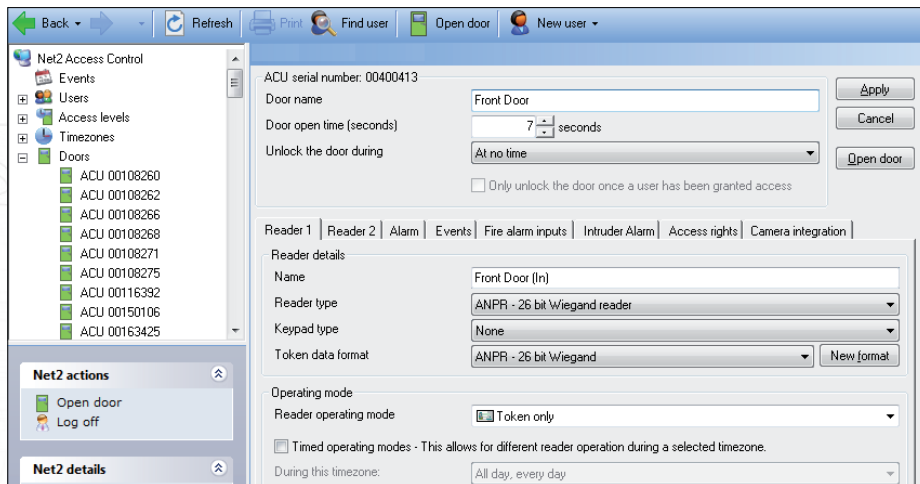 Back Refresh Print Find user Open door New user
Net2 Access Control
Events
Users
Access levels
Timezones
Doors
ACU 00108260
ACU 00108262
ACU 00108266
ACU 00108268
ACU 00108271
ACU 00108275
ACU 00116392
ACU 00150106
ACU 00163425
Net2 actions
Open door
Log off
Net2 details
ACU serial number: 00400413
Door name Front Door
Door open time (seconds) 7 seconds
Unlock the door during At no time
Only unlock the door once a user has been granted access
Apply
Cancel
Open door
Reader 1 Reader 2 Alarm Events Fire alarm inputs Intruder Alarm Access rights Camera integration
Reader details
Name Front Door (In)
Reader type ANPR - 26 bit Wiegand reader
Keypad type None
Token data format ANPR - 26 bit Wiegand New format
Operating mode
Reader operating mode Token only
Timed operating modes - This allows for different reader operation during a selected timezone.
During this timezone: All day, every day